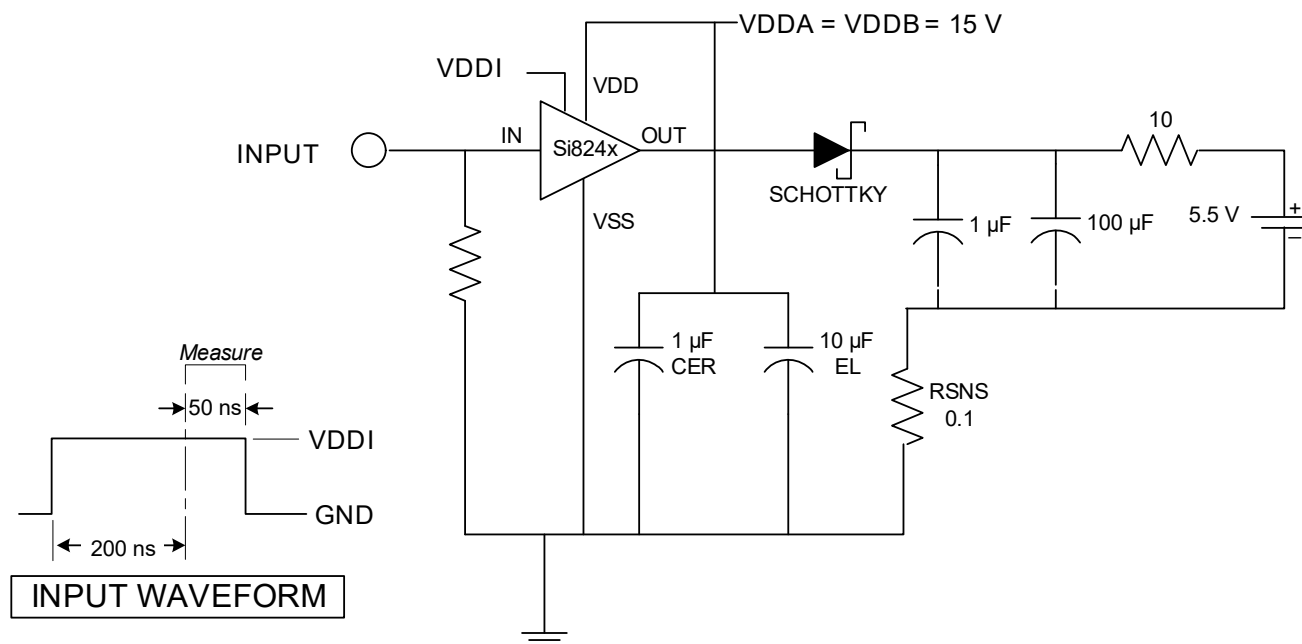 VDDA = VDDB = 15 V
VDDI
VDD
10
INPUT
IN
Si824x
OUT
SCHOTTKY
1 µF
100 µF
5.5 V
+
–
VSS
1 µF
CER
10 µF
EL
RSNS
0.1
Measure
50 ns
VDDI
GND
200 ns
INPUT WAVEFORM